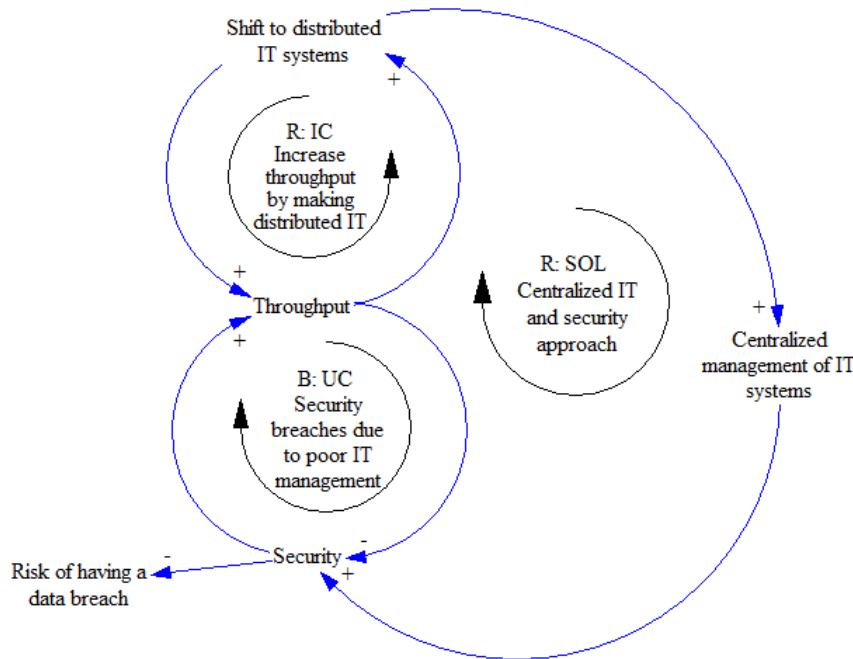 Shift to distributed
IT systems
+
R: IC
Increase
throughput
by making
distributed IT
+
Throughput
+
R: SOL
Centralized IT
and security
approach
+
Centralized
management of IT
systems
B: UC
Security
breaches due
to poor IT
management
-
Security
+
-
Risk of having a
data breach